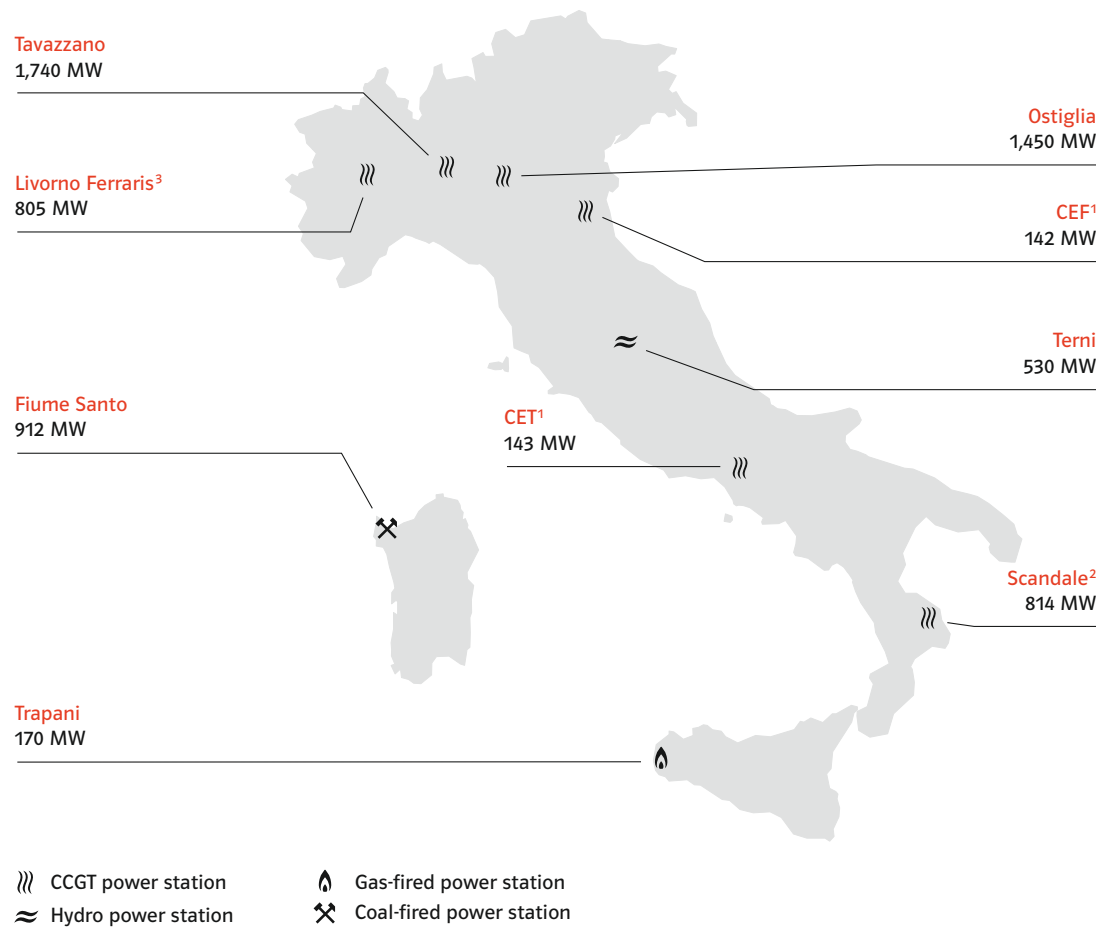 Tavazzano
1,740 MW
Ostiglia
1,450 MW
Livorno Ferraris³
805 MW
CEF¹
142 MW
Terni
530 MW
Fiume Santo
912 MW
CET¹
143 MW
Scandale²
814 MW
Trapani
170 MW
CCGT power station
Gas-fired power station
Hydro power station
Coal-fired power station